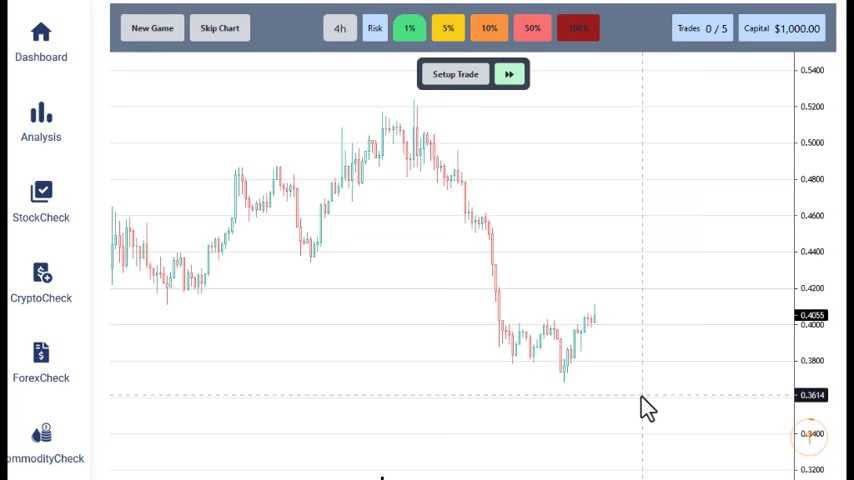 New Game
Skip Chart
4h
Risk
1%
5%
10%
50%
100%
Trades 0 / 5
Capital $1,000.00
Setup Trade
Dashboard
Analysis
StockCheck
CryptoCheck
ForexCheck
ommodityCheck
0.5400
0.5200
0.5000
0.4800
0.4600
0.4400
0.4200
0.4055
0.4000
0.3800
0.3614
0.3400
0.3200